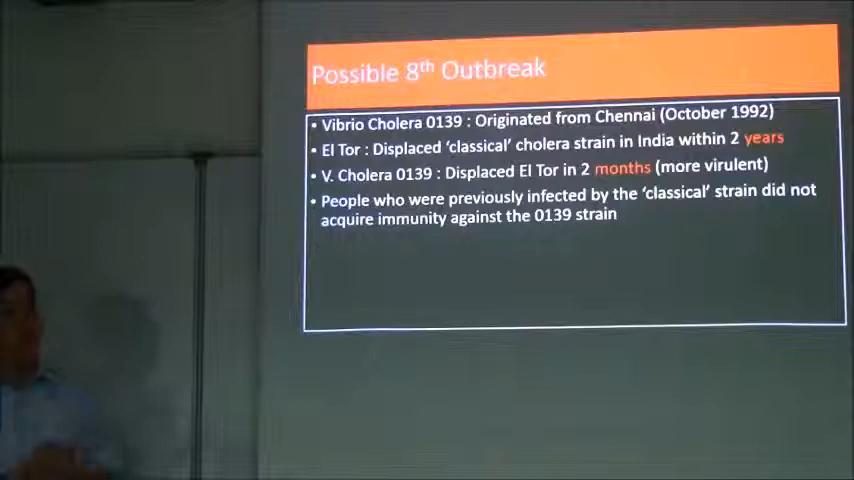 Possible 8th Outbreak
• Vibrio Cholera 0139 : Originated from Chennai (October 1992)
• El Tor : Displaced ‘classical’ cholera strain in India within 2 years
• V. Cholera 0139 : Displaced El Tor in 2 months (more virulent)
• People who were previously infected by the ‘classical’ strain did not
acquire immunity against the 0139 strain